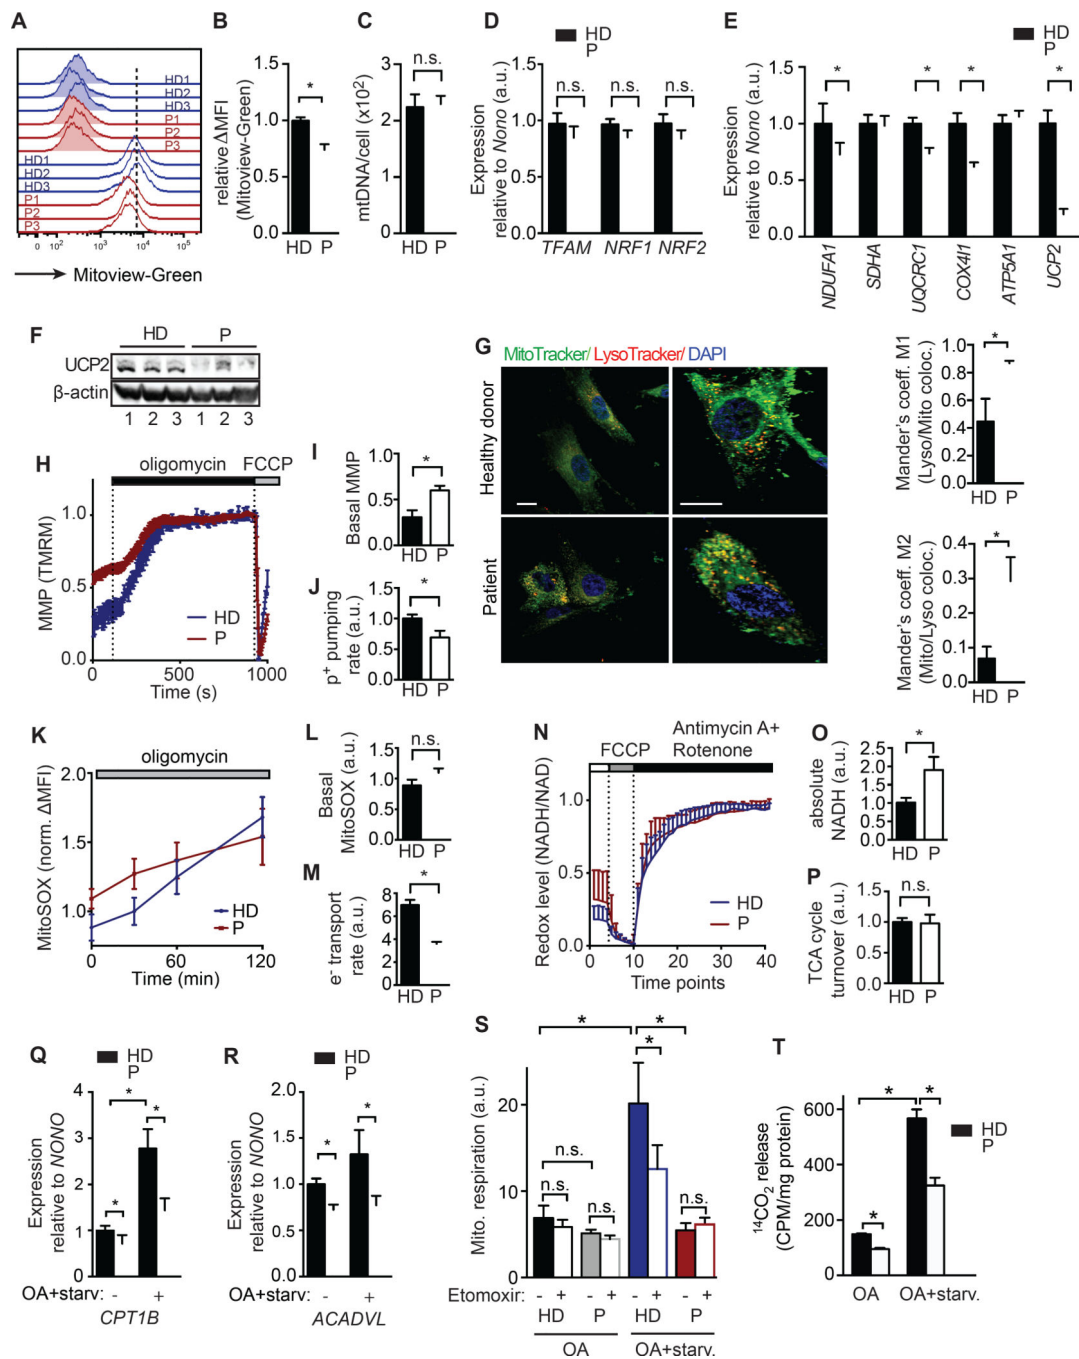 A
HD1
HD2
HD3
P1
P2
P3
HD1
HD2
HD3
P1
P2
P3
0 10² 10³ 10⁴ 10⁵
Mitoview-Green
B
relative ΔMFI
(Mitoview-Green)
1.5
1.0
0.5
0.0
*
HD P
C
mtDNA/cell (x10²)
3
2
1
0
n.s.
HD P
D
HD
P
Expression
relative to Nono (a.u.)
1.5
1.0
0.5
0.0
n.s. n.s. n.s.
TFAM NRF1 NRF2
E
HD
P
Expression
relative to Nono (a.u.)
1.5
1.0
0.5
0.0
* * * *
NDUFA1
SDHA
UQCRC1
COX4I1
ATP5A1
UCP2
F
HD P
UCP2
β-actin
1 2 3 1 2 3
G
MitoTracker/ LysoTracker/ DAPI
Healthy donor
Patient
Mander's coeff. M1
(Lyso/Mito coloc.)
1.0
0.8
0.6
0.4
0.2
0.0
*
HD P
Mander's coeff. M2
(Mito/Lyso coloc.)
0.4
0.3
0.2
0.1
0.0
*
HD P
H
oligomycin FCCP
MMP (TMRM)
1.0
0.5
0.0
HD
P
0 500 1000
Time (s)
I
Basal MMP
1.0
0.5
0.0
*
HD P
J
p⁺ pumping
rate (a.u.)
1.5
1.0
0.5
0.0
*
HD P
K
oligomycin
MitoSOX (norm. ΔMFI)
2.0
1.5
1.0
HD
P
0 60 120
Time (min)
L
Basal
MitoSOX (a.u.)
1.5
1.0
0.5
0.0
n.s.
HD P
M
e⁻ transport
rate (a.u.)
8
6
4
2
0
*
HD P
N
FCCP
Antimycin A+
Rotenone
Redox level (NADH/NAD)
1.0
0.5
0.0
HD
P
0 10 20 30 40
Time points
O
absolute
NADH (a.u.)
2.5
2.0
1.5
1.0
0.5
0.0
*
HD P
P
TCA cycle
turnover (a.u.)
1.5
1.0
0.5
0.0
n.s.
HD P
Q
HD
P
Expression
relative to NONO
4
3
2
1
0
* * *
OA+starv: - +
CPT1B
R
HD
P
Expression
relative to NONO
2.0
1.5
1.0
0.5
0.0
* *
OA+starv: - +
ACADVL
S
Mito. respiration (a.u.)
20
10
5
0
* * *
n.s.
n.s. n.s. n.s.
Etomoxir: - + - + - + - +
HD P HD P
OA OA+starv.
T
HD
P
¹⁴CO₂ release
(CPM/mg protein)
600
450
300
150
0
* * *
OA OA+starv.